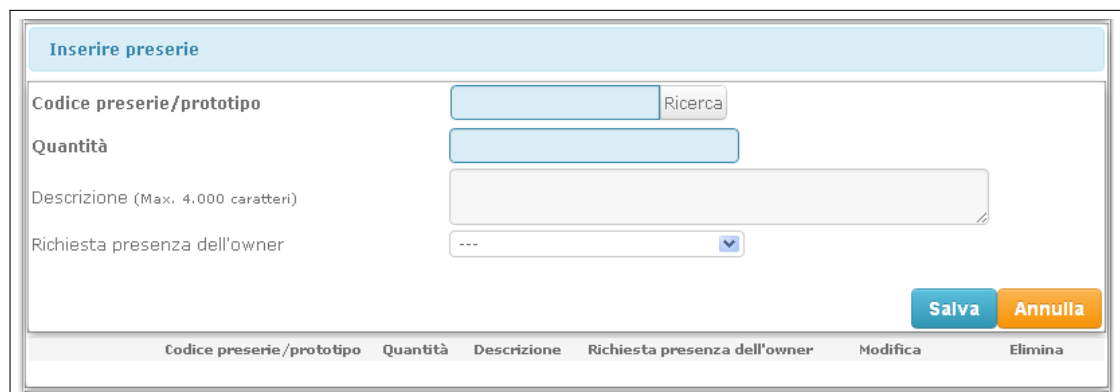 Inserire preserie
Codice preserie/prototipo Ricerca
Quantità
Descrizione (Max. 4.000 caratteri)
Richiesta presenza dell'owner ---
Salva Annulla
Codice preserie/prototipo Quantità Descrizione Richiesta presenza dell'owner Modifica Elimina